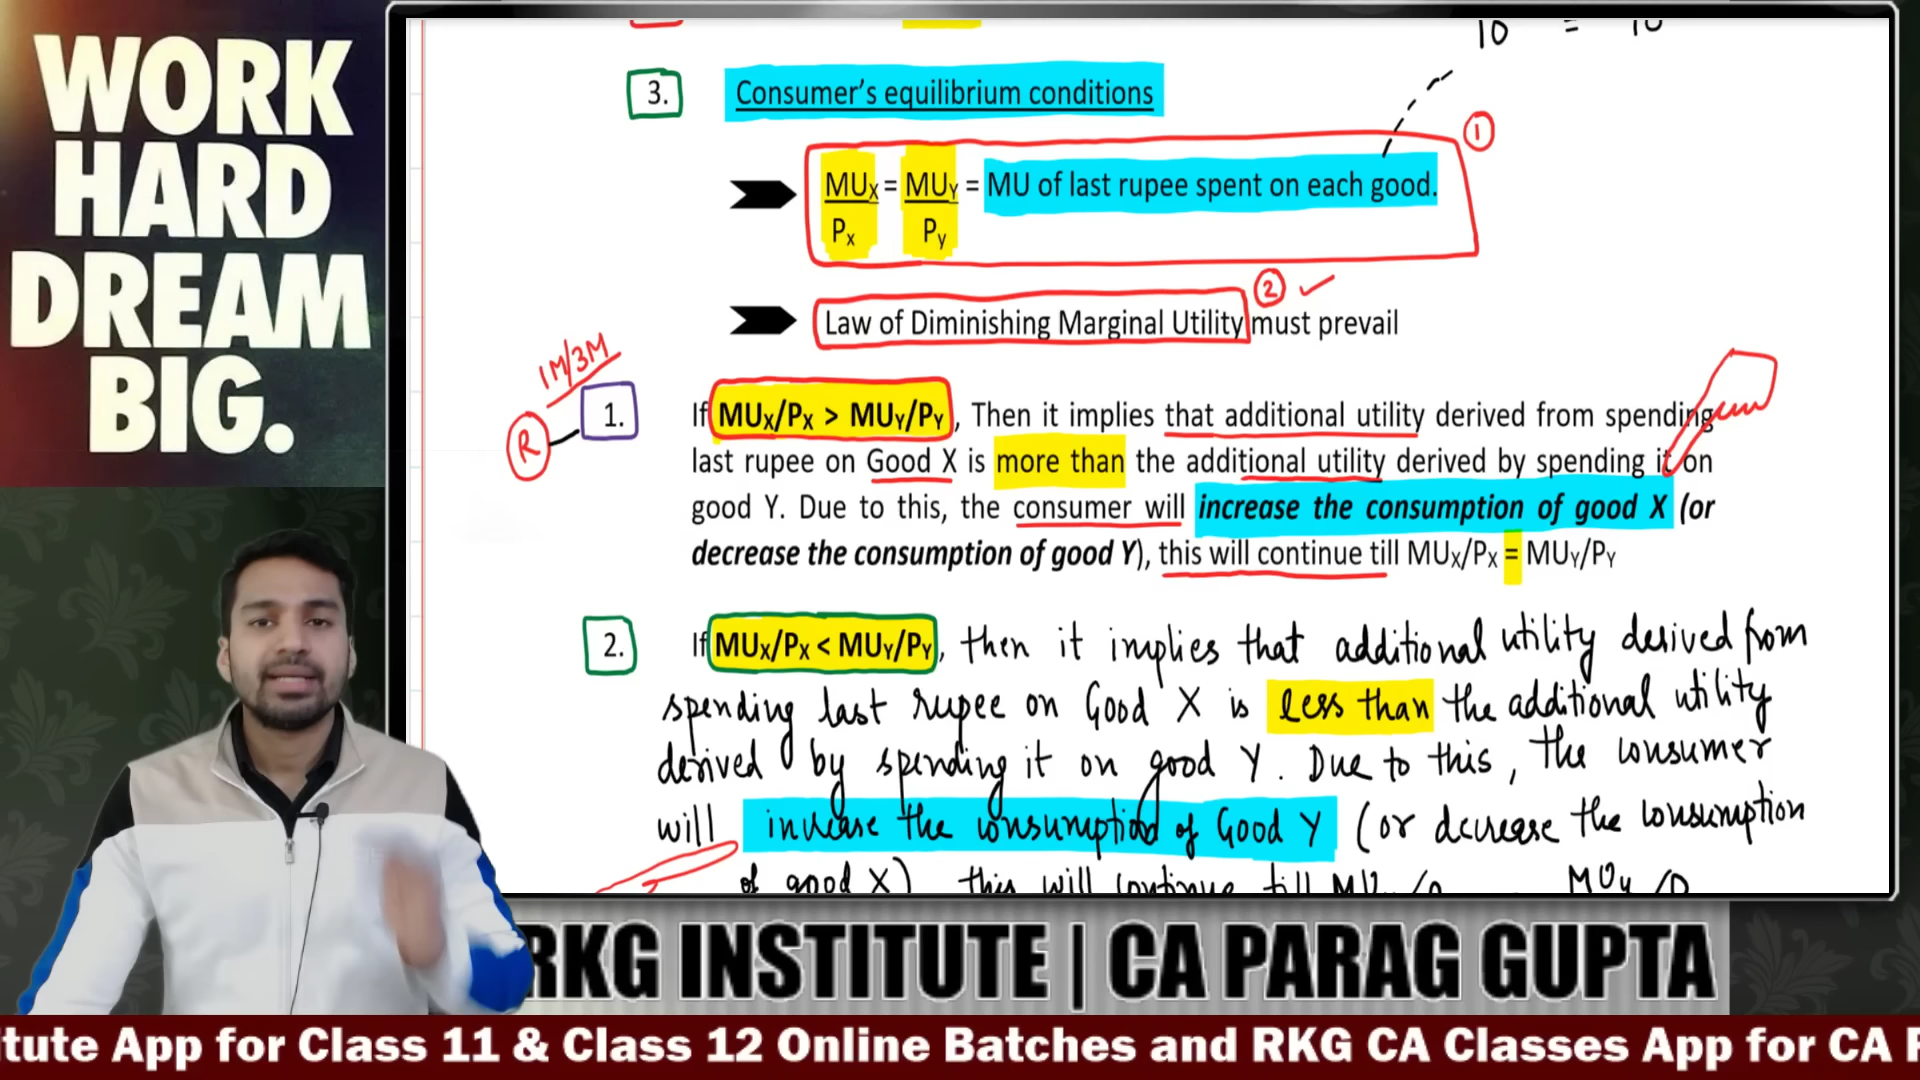 WORK
HARD
DREAM
BIG.
10 = 10
3. Consumer's equilibrium conditions
1
MUX = MUY = MU of last rupee spent on each good.
Px Py
2
Law of Diminishing Marginal Utility must prevail
1M/3M
R
1. If MUX/PX > MUY/PY, Then it implies that additional utility derived from spending
last rupee on Good X is more than the additional utility derived by spending it on
good Y. Due to this, the consumer will increase the consumption of good X (or
decrease the consumption of good Y), this will continue till MUX/PX = MUY/PY
2. If MUX/PX < MUY/PY, then it implies that additional utility derived from
spending last rupee on Good X is less than the additional utility
derived by spending it on good Y. Due to this, the consumer
will increase the consumption of Good Y (or decrease the consumption
of good X) this will continue till
RKG INSTITUTE | CA PARAG GUPTA
itute App for Class 11 & Class 12 Online Batches and RKG CA Classes App for CA